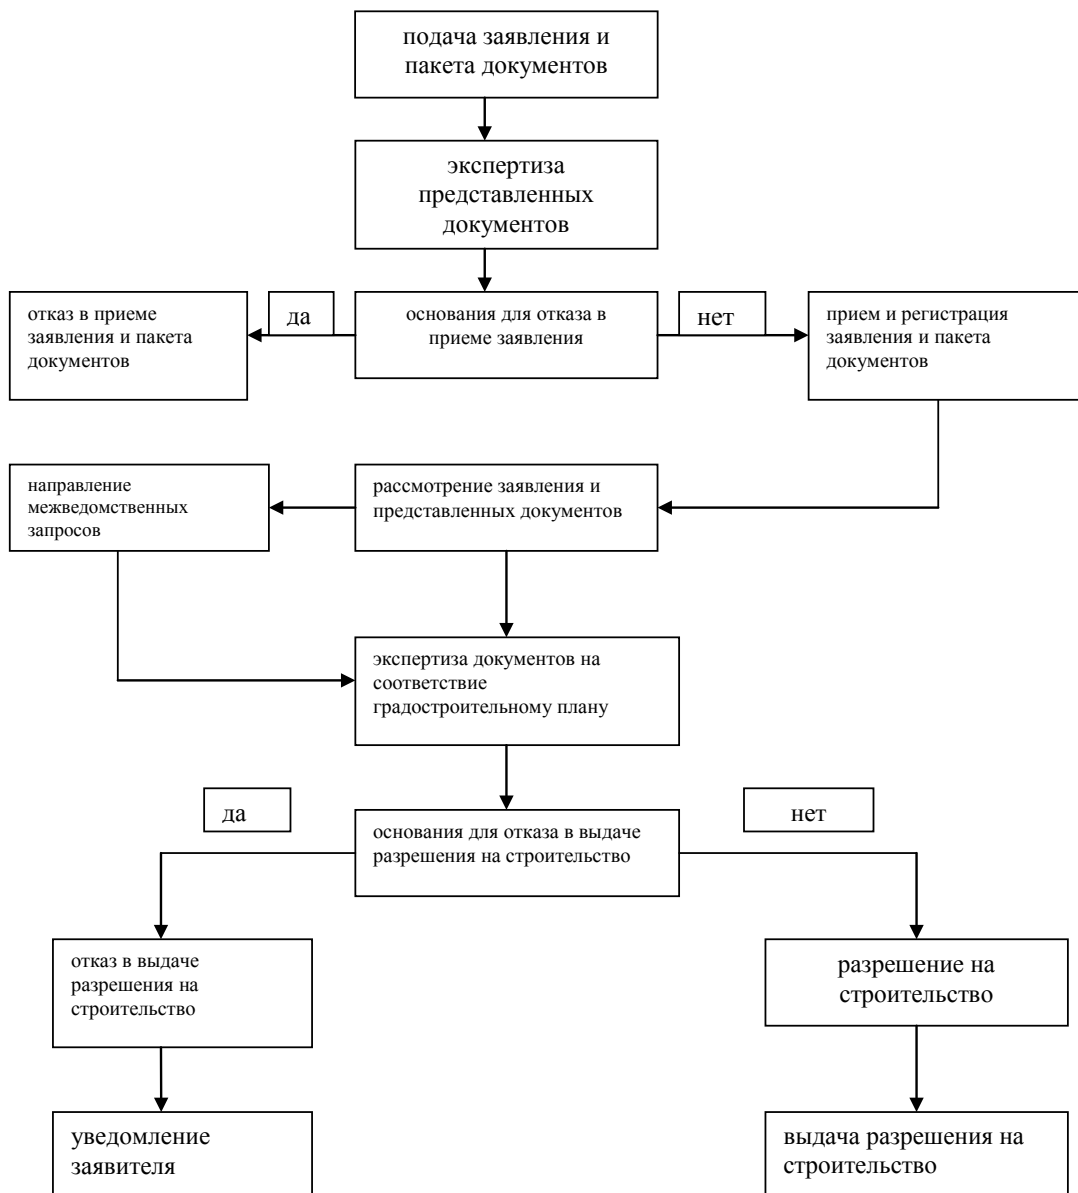 подача заявления и
пакета документов
экспертиза
представленных
документов
отказ в приеме
заявления и пакета
документов
да
основания для отказа в
приеме заявления
нет
прием и регистрация
заявления и пакета
документов
направление
межведомственных
запросов
рассмотрение заявления и
представленных документов
экспертиза документов на
соответствие
градостроительному плану
да
основания для отказа в выдаче
разрешения на строительство
нет
отказ в выдаче
разрешения на
строительство
разрешение на
строительство
уведомление
заявителя
выдача разрешения на
строительство